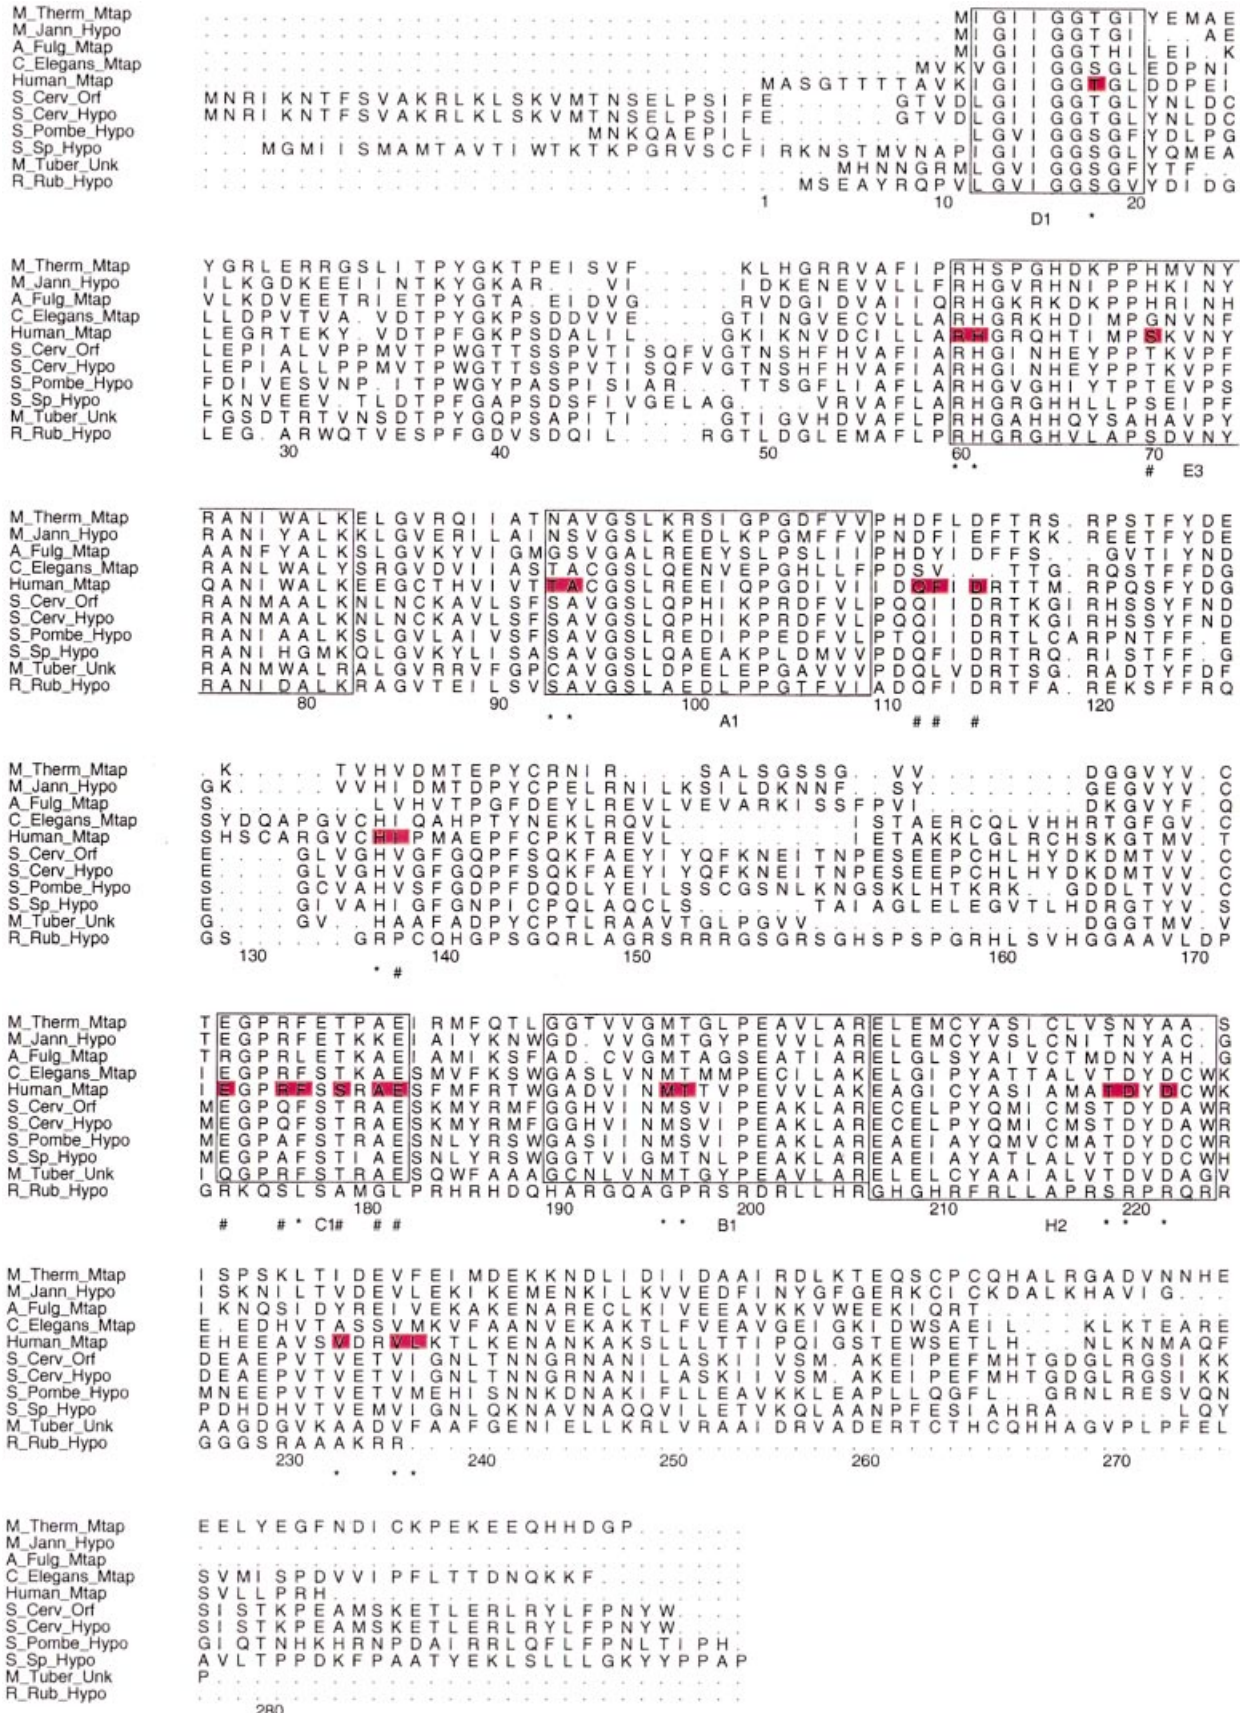 M_Therm_Mtap .......................................MIGIIGGTGIYEMAE
M_Jann_Hypo .......................................MIGIIGGTGI...AE
A_Fulg_Mtap .......................................MIGIIGGTHILEI.K
C_Elegans_Mtap .....................................MVKVGIIGGSGLEDPNI
Human_Mtap .............................MASGTTTTAVKIGIIGGTGLDDPEI
S_Cerv_Orf MNRIKNTFSVAKRLKLSKVMTNSELPSIFE......GTVDLGIIGGTGLYNLDC
S_Cerv_Hypo MNRIKNTFSVAKRLKLSKVMTNSELPSIFE......GTVDLGIIGGTGLYNLDC
S_Pombe_Hypo ....................MNKQAEPIL..........LGVIGGSGFYDLPG
S_Sp_Hypo ...MGMIISMAMTAVTIWTKTKPGRVSCFIRKNSTMVNAPIGIIGGSGLYQMEA
M_Tuber_Unk .................................MHNNGRMLGVIGGSGFYTF..
R_Rub_Hypo ...............................MSEAYRQPVLGVIGGSGVYDIDG
1 10 20
D1 *
M_Therm_Mtap YGRLERRGSLITPYGKTPEISVF.....KLHGRRVAFIPRHSPGHDKPPHMVNY
M_Jann_Hypo ILKGDKEEIINTKYGKAR...VI.....IDKENEVVLLFRHGVRHNIPPHKINY
A_Fulg_Mtap VLKDVEETRIETPYGTA.EIDVG.....RVDGIDVAIIQRHGKRKDKPPHRINH
C_Elegans_Mtap LLDPVTVA.VDTPYGKPSDDVVE....GTINGVECVLLARHGRKHDIMPGNVNF
Human_Mtap LEGRTEKY.VDTPFGKPSDALIL....GKIKNVDCILLARHGRQHTIMPSKVNY
S_Cerv_Orf LEPIALVPPMVTPWGTTSSPVTISQFVGTNSHFHVAFIARHGINHEYPPTKVPF
S_Cerv_Hypo LEPIALLPPMVTPWGTTSSPVTISQFVGTNSHFHVAFIARHGINHEYPPTKVPF
S_Pombe_Hypo FDIVESVNP.ITPWGYPASPISIAR...TTSGFLIAFLARHGVGHIYTPTEVPS
S_Sp_Hypo LKNVEEV.TLDTPFGAPSDSFIVGELAG...VRVAFLARHGRGHHLLPSEIPF
M_Tuber_Unk FGSDTRTVNSDTPYGQPSAPITI....GTIGVHDVAFLPRHGAHHQYSAHAVPY
R_Rub_Hypo LEG.ARWQTVESPFGDVSDQIL....RGTLDGLEMAFLPRHGRGHVLAPSDVNY
30 40 50 60 70
* * # E3
M_Therm_Mtap RANIWALKELGVRQIIATNAVGSLKRSIGPGDFVVPHDFLDFTRS.RPSTFYDE
M_Jann_Hypo RANIYALKKLGVERILAINSVGSLKEDLKPGMFFVPNDFIEFTKK.REETFYDE
A_Fulg_Mtap AANFYALKSLGVKYVIGMGSVGALREEYSLPSLIIPHDYIDFFS..GVTIYND
C_Elegans_Mtap RANLWALYSRGVDVIIASTACGSLQENVEPGHLLFPDSV...TTG.RQSTFFDG
Human_Mtap QANIWALKEEGCTHVIVTTACGSLREEIQPGDIVIIDQFIDRTTM.RPQSFYDG
S_Cerv_Orf RANMAALKNLNCKAVLSFSAVGSLQPHIKPRDFVLPQQIIDRTKGIRHSSYFND
S_Cerv_Hypo RANMAALKNLNCKAVLSFSAVGSLQPHIKPRDFVLPQQIIDRTKGIRHSSYFND
S_Pombe_Hypo RANIAALKSLGVLAIVSFSAVGSLREDIPPEDFVLPTQIIDRTLCARPNTFF.E
S_Sp_Hypo RANIHGMKQLGVKYLISASAVGSLQAEAKPLDMVVPDQFIDRTRQ.RISTFF.G
M_Tuber_Unk RANMWALRALGVRRVFGPCAVGSLDPELEPGAVVVPDQLVDRTSG.RADTYFDF
R_Rub_Hypo RANIDALKRAGVTEILSVSAVGSLAEDLPPGTFVIADQFIDRTFA.REKSFFRQ
80 90 100 110 120
* * A1 # # #
M_Therm_Mtap .K.....TVHVDMTEPYCRNIR....SALSGSSG..VV........DGGVYV.C
M_Jann_Hypo GK.....VVHIDMTDPYCPELRNILKSILDKNNF..SY........GEGVYV.C
A_Fulg_Mtap S........LVHVTPGFDEYLREVLVEVARKISSFPVI........DKGVYF.Q
C_Elegans_Mtap SYDQAPGVCHIQAHPTYNEKLRQVL.........ISTAERCQLVHHRTGFGV.C
Human_Mtap SHSCARGVCHIPMAEPFCPKTREVL.........IETAKKLGLRCHSKGTMV.T
S_Cerv_Orf E....GLVGHVGFGQPFSQKFAEYIYQFKNEITNPESEEPCHLHYDKDMTVV.C
S_Cerv_Hypo E....GLVGHVGFGQPFSQKFAEYIYQFKNEITNPESEEPCHLHYDKDMTVV.C
S_Pombe_Hypo S....GCVAHVSFGDPFDQDLYEILSSCGSNLKNGSKLHTKRK..GDDLTVV.C
S_Sp_Hypo E....GIVAHIGFGNPICPQLAQCLS.......TAIAGLELEGVTLHDRGTYV.S
M_Tuber_Unk G....GV..HAAFADPYCPTLRAAVTGLPGVV..............DGGTMV.V
R_Rub_Hypo GS......GRPCQHGPSGQRLAGRSRRRGSGRSGHSPSPGRHLSVHGGAAVLDP
130 140 150 160 170
* #
M_Therm_Mtap TEGPRFETPAEIRMFQTLGGTVVGMTGLPEAVLARELEMCYASICLVSNYAA.S
M_Jann_Hypo TEGPRFETKKEIAIYKNWGD.VVGMTGYPEAVLARELEMCYVSLCNITNYAC.G
A_Fulg_Mtap TRGPRLETKAEIAMIKSFAD.CVGMTAGSEATIARELGLSYAIVCTMDNYAH.G
C_Elegans_Mtap IEGPRFSTKAESMVFKSWGASLVNMTMMPECILAKELGIPYATTALVTDYDCWK
Human_Mtap IEGPRFSSRAESFMFRTWGADVINMTTVPEVVLAKEAGICYASIAMATDYDCWK
S_Cerv_Orf MEGPQFSTRAESKMYRMFGGHVINMSVIPEAKLARECELPYQMICMSTDYDAWR
S_Cerv_Hypo MEGPQFSTRAESKMYRMFGGHVINMSVIPEAKLARECELPYQMICMSTDYDAWR
S_Pombe_Hypo MEGPAFSTRAESNLYRSWGASIINMSVIPEAKLAREAEIAYQMVCMATDYDCWR
S_Sp_Hypo MEGPAFSTIAESNLYRSWGMSVIGMTNLPEAKLAREAEIAYATLALVTDYDCWH
M_Tuber_Unk IQGPRFSTRAESQWFAAAGCNLVNMTGYPEAVLARELELCYAAIALVTDVDAGV
R_Rub_Hypo GRKQSLSAMGLPRHRHDQHARGQAGPRSRDRLLHRGHGHRFRLLAPRSRPRQRR
180 190 200 210 220
# # * C1# # # * * B1 H2 * * *
M_Therm_Mtap ISPSKLTIDEVFEIMDEKKNDLIDIIDAAIRDLKTEQSCPCQHALRGADVNNHE
M_Jann_Hypo ISKNKLTIDEVLEKIKEMENKILKVVEDFINYGFGERKCICKDALKHAVIG...
A_Fulg_Mtap IKNQSIDYREIVEKAKENARECLKIVEEAVKKVWEEKIQRT.............
C_Elegans_Mtap E.EDHVTASSVMKVFAANVEKAKTLFVEAVGEIGKIDWSAEIL....KLKTEARE
Human_Mtap EHEEAVSVDRVLKTLKENANKAKSLLLTTIPQIGSTEWSETLH...NLKNMAQF
S_Cerv_Orf DEAEPVTVETVIGNLTNNGRNANILASKIIVSM.AKEIPEFMHTGDGLRGSIKK
S_Cerv_Hypo DEAEPVTVETVIGNLTNNGRNANILASKIIVSM.AKEIPEFMHTGDGLRGSIKK
S_Pombe_Hypo MNEEPVTVETVMEHISNNKDNAKIFLLEAVKKLEAPLLQGFL..GRNLRESVQN
S_Sp_Hypo PDHDHVTVEMVIGNLQKNAVNAQQVILETVKQLAANPFESIAHRA......LQY
M_Tuber_Unk AAGDGVKAADVFAAFGENIELLKRLVRAAIDRVADERTCTHCQHHAGVPLPFEL
R_Rub_Hypo GGGSRAAAKRR...........................................
230 240 250 260 270
* * *
M_Therm_Mtap EELYEGFNDICKPEKEEQHHDGP......
M_Jann_Hypo .............................
A_Fulg_Mtap .............................
C_Elegans_Mtap SVMISPDVVIPFLTTDNQKKF........
Human_Mtap SVLLPRH......................
S_Cerv_Orf SISTKPEAMSKETLERLRYLFPNYW....
S_Cerv_Hypo SISTKPEAMSKETLERLRYLFPNYW....
S_Pombe_Hypo GIQTNHKHRNPDAIRRLQFLFPNLTIPH.
S_Sp_Hypo AVLTPPDKFPAATYEKLSLLLGKYYPPAP
M_Tuber_Unk P............................
R_Rub_Hypo .............................
280